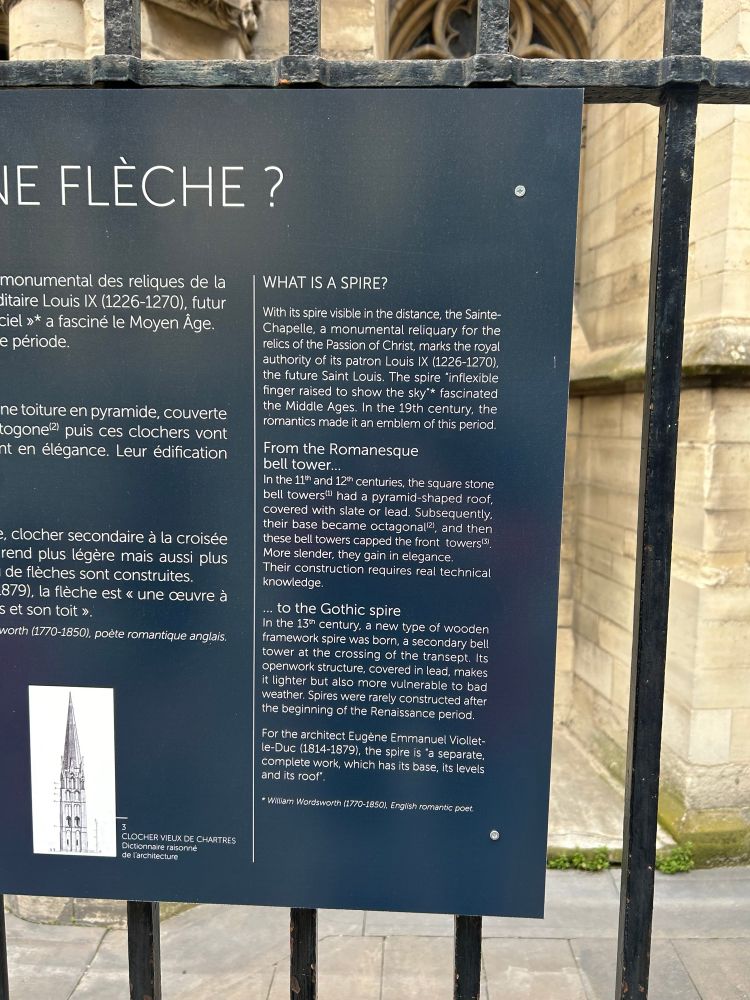 NE FLÈCHE ?
monumental des reliques de la
ditaire Louis IX (1226-1270), futur
ciel »* a fasciné le Moyen Âge.
e période.
ne toiture en pyramide, couverte
togone(2) puis ces clochers vont
nt en élégance. Leur édification
e, clocher secondaire à la croisée
rend plus légère mais aussi plus
de flèches sont construites.
1879), la flèche est « une œuvre à
s et son toit ».
sworth (1770-1850), poète romantique anglais.
3
CLOCHER VIEUX DE CHARTRES
Dictionnaire raisonné
de l'architecture
WHAT IS A SPIRE?
With its spire visible in the distance, the Sainte-
Chapelle, a monumental reliquary for the
relics of the Passion of Christ, marks the royal
authority of its patron Louis IX (1226-1270),
the future Saint Louis. The spire "inflexible
finger raised to show the sky"* fascinated
the Middle Ages. In the 19th century, the
romantics made it an emblem of this period.
From the Romanesque
bell tower...
In the 11th and 12th centuries, the square stone
bell towers(1) had a pyramid-shaped roof,
covered with slate or lead. Subsequently,
their base became octagonal(2), and then
these bell towers capped the front towers(3).
More slender, they gain in elegance.
Their construction requires real technical
knowledge.
... to the Gothic spire
In the 13th century, a new type of wooden
framework spire was born, a secondary bell
tower at the crossing of the transept. Its
openwork structure, covered in lead, makes
it lighter but also more vulnerable to bad
weather. Spires were rarely constructed after
the beginning of the Renaissance period.
For the architect Eugène Emmanuel Viollet-
le-Duc (1814-1879), the spire is "a separate,
complete work, which has its base, its levels
and its roof".
* William Wordsworth (1770-1850), English romantic poet.